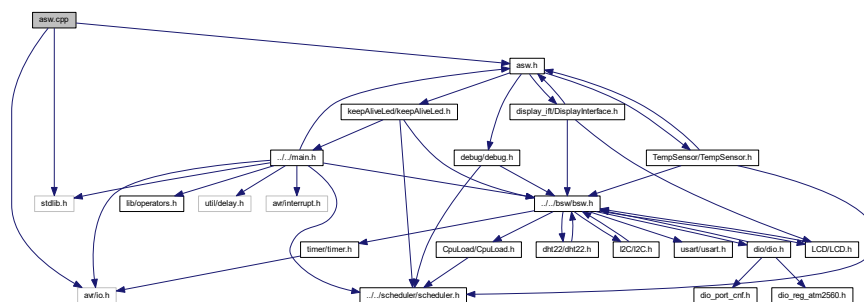 asw.cpp
asw.h
keepAliveLed/keepAliveLed.h
display_ift/DisplayInterface.h
../../main.h
debug/debug.h
TempSensor/TempSensor.h
stdlib.h
lib/operators.h
util/delay.h
avr/interrupt.h
../../bsw/bsw.h
timer/timer.h
CpuLoad/CpuLoad.h
dht22/dht22.h
I2C/I2C.h
usart/usart.h
dio/dio.h
LCD/LCD.h
avr/io.h
../../scheduler/scheduler.h
dio_port_cnf.h
dio_reg_atm2560.h